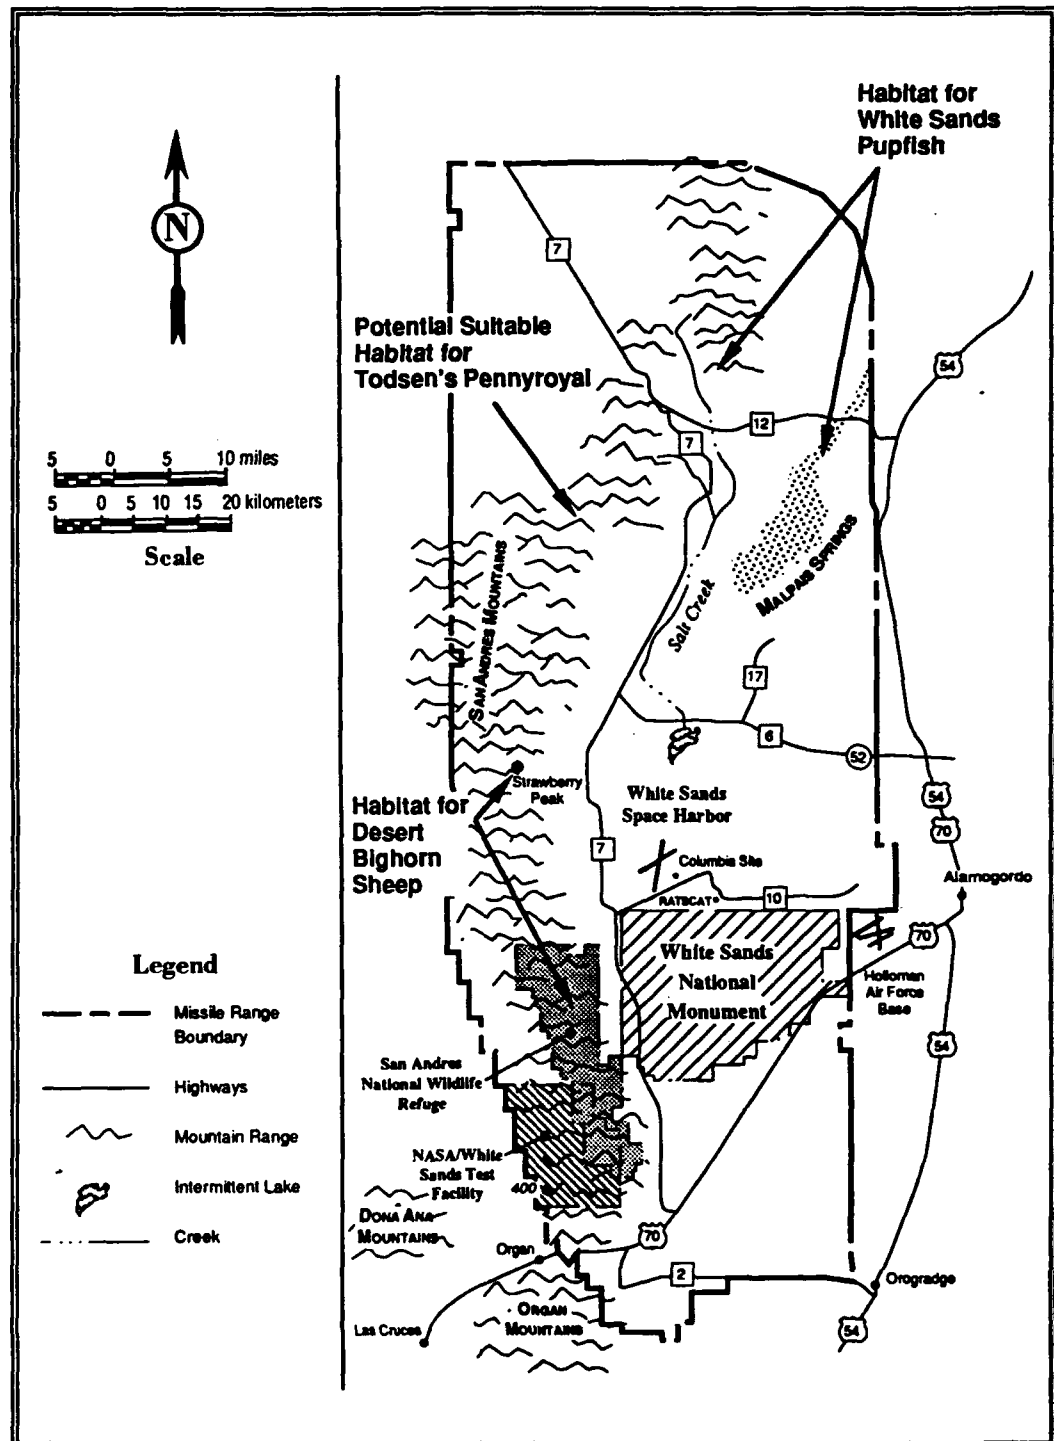 Habitat for
White Sands
Pupfish
N
7
Potential Suitable
Habitat for
Todsen's Pennyroyal
54
12
7
5 0 5 10 miles
5 0 5 10 15 20 kilometers
Scale
SAN ANDRES MOUNTAINS
MALPAIS SPRINGS
Salt Creek
17
6
52
Strawberry
Peak
White Sands
Space Harbor
Habitat for
Desert
Bighorn
Sheep
54
70
7
Columbia Site
Alamogordo
RATSCAT
10
70
White Sands
National
Monument
Holloman
Air Force
Base
54
Legend
Missile Range
Boundary
Highways
Mountain Range
Intermittent Lake
Creek
San Andres
National Wildlife
Refuge
NASA/White
Sands Test
Facility
400
DONA ANA
MOUNTAINS
70
Organ
2
Orogradge
ORGAN
MOUNTAINS
Las Cruces
54